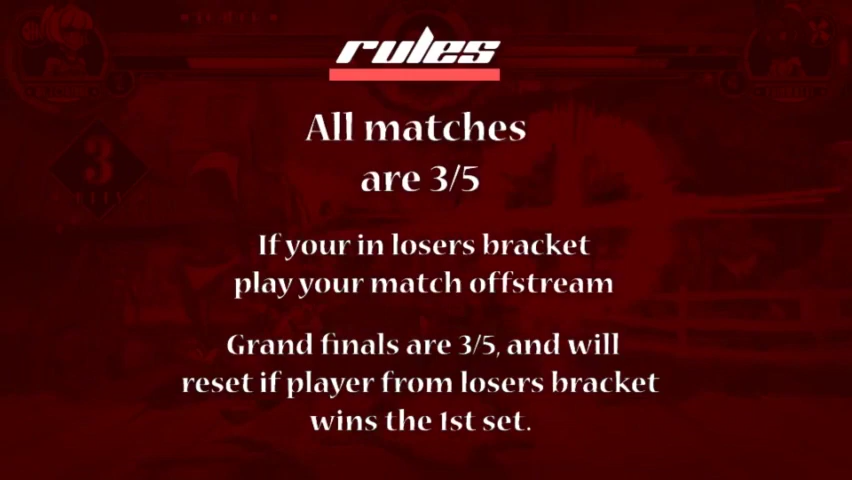 rules
All matches
are 3/5
If your in losers bracket
play your match offstream
Grand finals are 3/5, and will
reset if player from losers bracket
wins the 1st set.
3